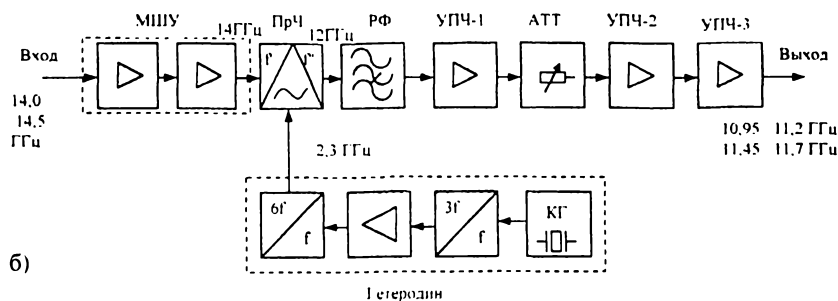 МШУ
14ГГц
ПрЧ
12ГГц
РФ
УПЧ-1
АТТ
УПЧ-2
УПЧ-3
Вход
Выход
f' f''
14,0
14,5
ГГц
10,95 11,2 ГГц
11,45 11,7 ГГц
2,3 ГГц
6f
f
3f
f
КГ
б)
Гетеродин